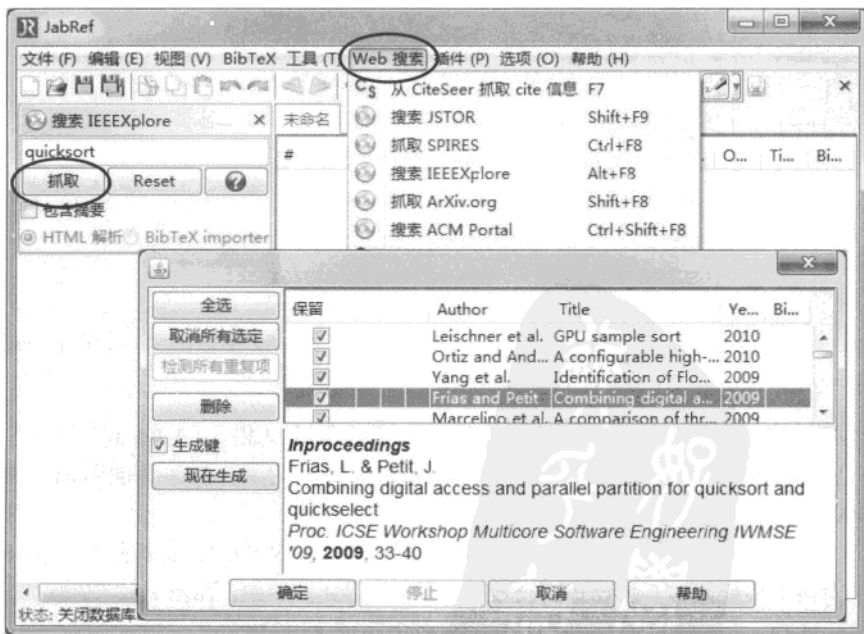 JabRef
文件 (F) 编辑 (E) 视图 (V) BibTeX 工具 (T) Web 搜索 插件 (P) 选项 (O) 帮助 (H)
从 CiteSeer 抓取 cite 信息 F7
搜索 JSTOR Shift+F9
抓取 SPIRES Ctrl+F8
搜索 IEEEXplore Alt+F8
抓取 ArXiv.org Shift+F8
搜索 ACM Portal Ctrl+Shift+F8
搜索 IEEEXplore
未命名
quicksort
# O... Ti... Bi...
抓取 Reset
包含摘要
HTML 解析 BibTeX importer
全选
取消所有选定
检测所有重复项
删除
生成键
现在生成
保留 Author Title Ye... Bi...
Leischner et al. GPU sample sort 2010
Ortiz and And... A configurable high-... 2010
Yang et al. Identification of Flo... 2009
Frias and Petit Combining digital a... 2009
Marcelino et al. A comparison of thr... 2009
Inproceedings
Frias, L. & Petit, J.
Combining digital access and parallel partition for quicksort and
quickselect
Proc. ICSE Workshop Multicore Software Engineering IWMSE
'09, 2009, 33-40
确定 停止 取消 帮助
状态: 关闭数据库